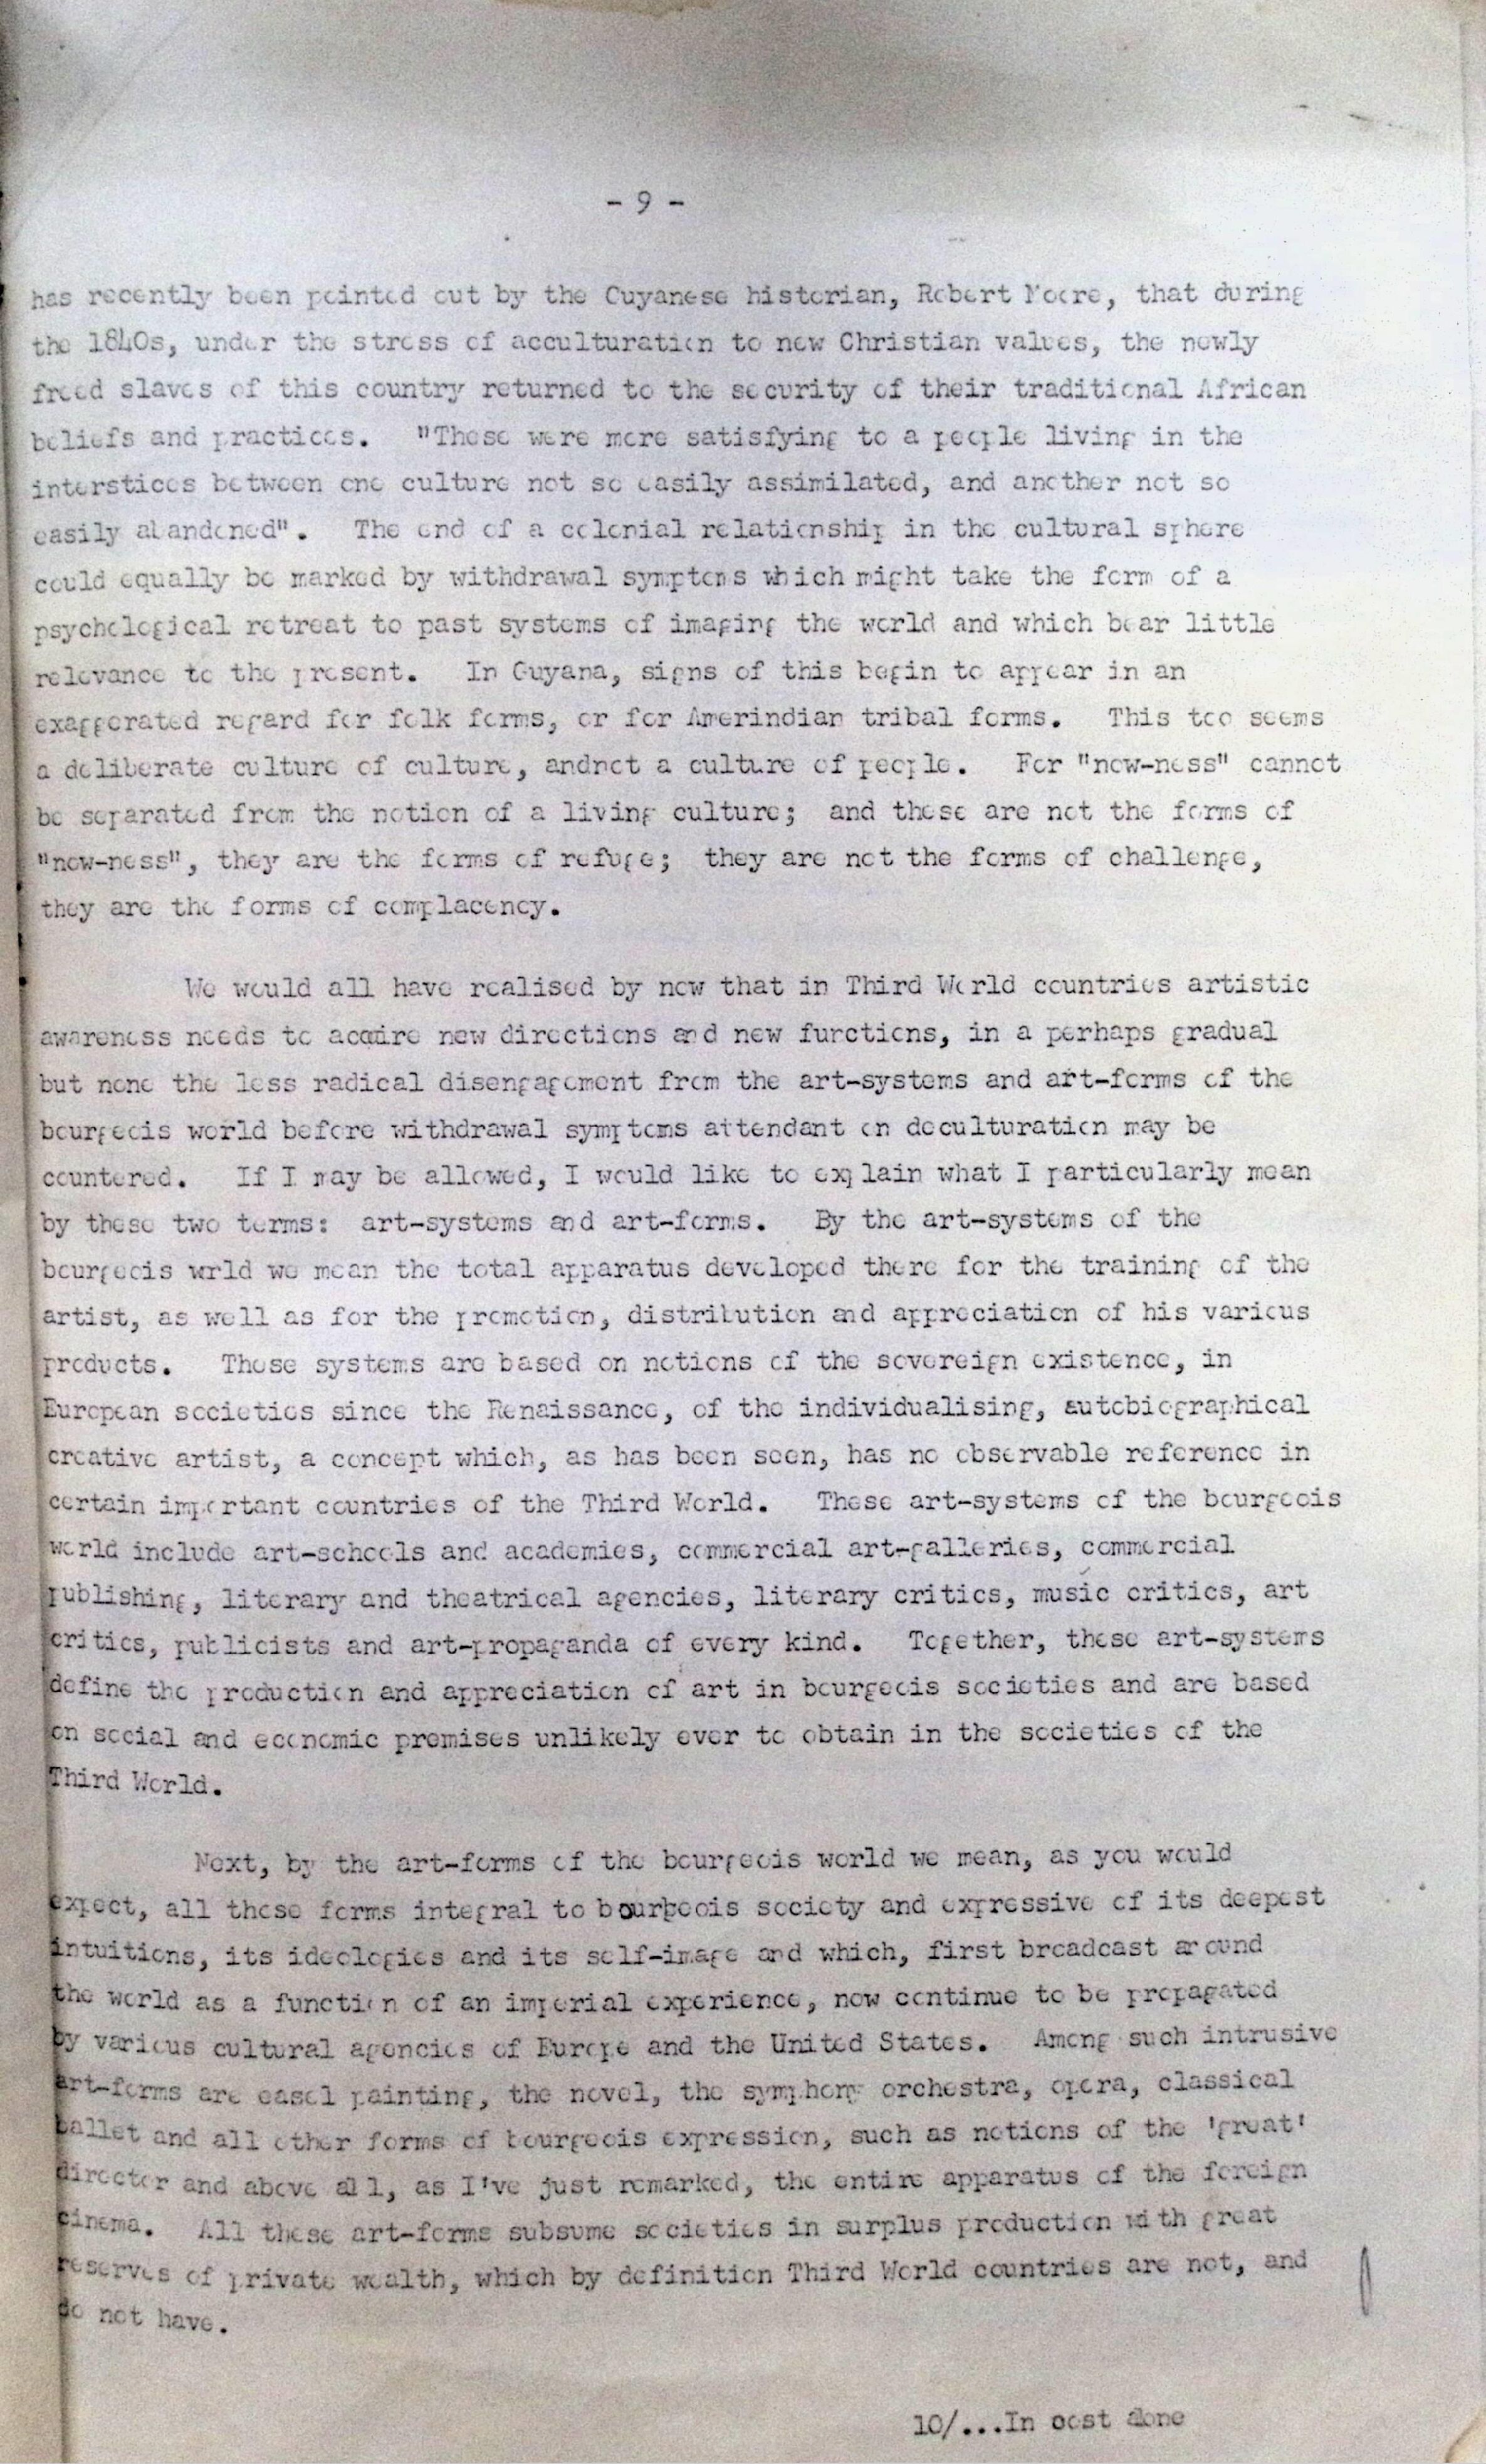 - 9 -
has recently been pointed out by the Guyanese historian, Robert Moore, that during
the 1840s, under the stress of acculturation to new Christian values, the newly
freed slaves of this country returned to the security of their traditional African
beliefs and practices. "These were more satisfying to a people living in the
interstices between one culture not so easily assimilated, and another not so
easily abandoned". The end of a colonial relationship in the cultural sphere
could equally be marked by withdrawal symptoms which might take the form of a
psychological retreat to past systems of imaging the world and which bear little
relevance to the present. In Guyana, signs of this begin to appear in an
exaggerated regard for folk forms, or for Amerindian tribal forms. This too seems
a deliberate culture of culture, andnot a culture of people. For "now-ness" cannot
be separated from the notion of a living culture; and these are not the forms of
"now-ness", they are the forms of refuge; they are not the forms of challenge,
they are the forms of complacency.
We would all have realised by now that in Third World countries artistic
awareness needs to acquire new directions and new functions, in a perhaps gradual
but none the less radical disengagement from the art-systems and art-forms of the
bourgeois world before withdrawal symptoms attendant on deculturation may be
countered. If I may be allowed, I would like to explain what I particularly mean
by these two terms: art-systems and art-forms. By the art-systems of the
bourgeois wrld we mean the total apparatus developed there for the training of the
artist, as well as for the promotion, distribution and appreciation of his various
products. These systems are based on notions of the sovereign existence, in
European societies since the Renaissance, of the individualising, autobiographical
creative artist, a concept which, as has been seen, has no observable reference in
certain important countries of the Third World. These art-systems of the bourgeois
world include art-schools and academies, commercial art-galleries, commercial
publishing, literary and theatrical agencies, literary critics, music critics, art
critics, publicists and art-propaganda of every kind. Together, these art-systems
define the production and appreciation of art in bourgeois societies and are based
on social and economic premises unlikely ever to obtain in the societies of the
Third World.
Next, by the art-forms of the bourgeois world we mean, as you would
expect, all those forms integral to bourgeois society and expressive of its deepest
intuitions, its ideologies and its self-image and which, first broadcast around
the world as a function of an imperial experience, now continue to be propagated
by various cultural agencies of Europe and the United States. Among such intrusive
art-forms are easel painting, the novel, the symphony orchestra, opera, classical
ballet and all other forms of bourgeois expression, such as notions of the 'great'
director and above all, as I've just remarked, the entire apparatus of the foreign
cinema. All these art-forms subsume societies in surplus production with great
reserves of private wealth, which by definition Third World countries are not, and
do not have.
10/...In cost alone